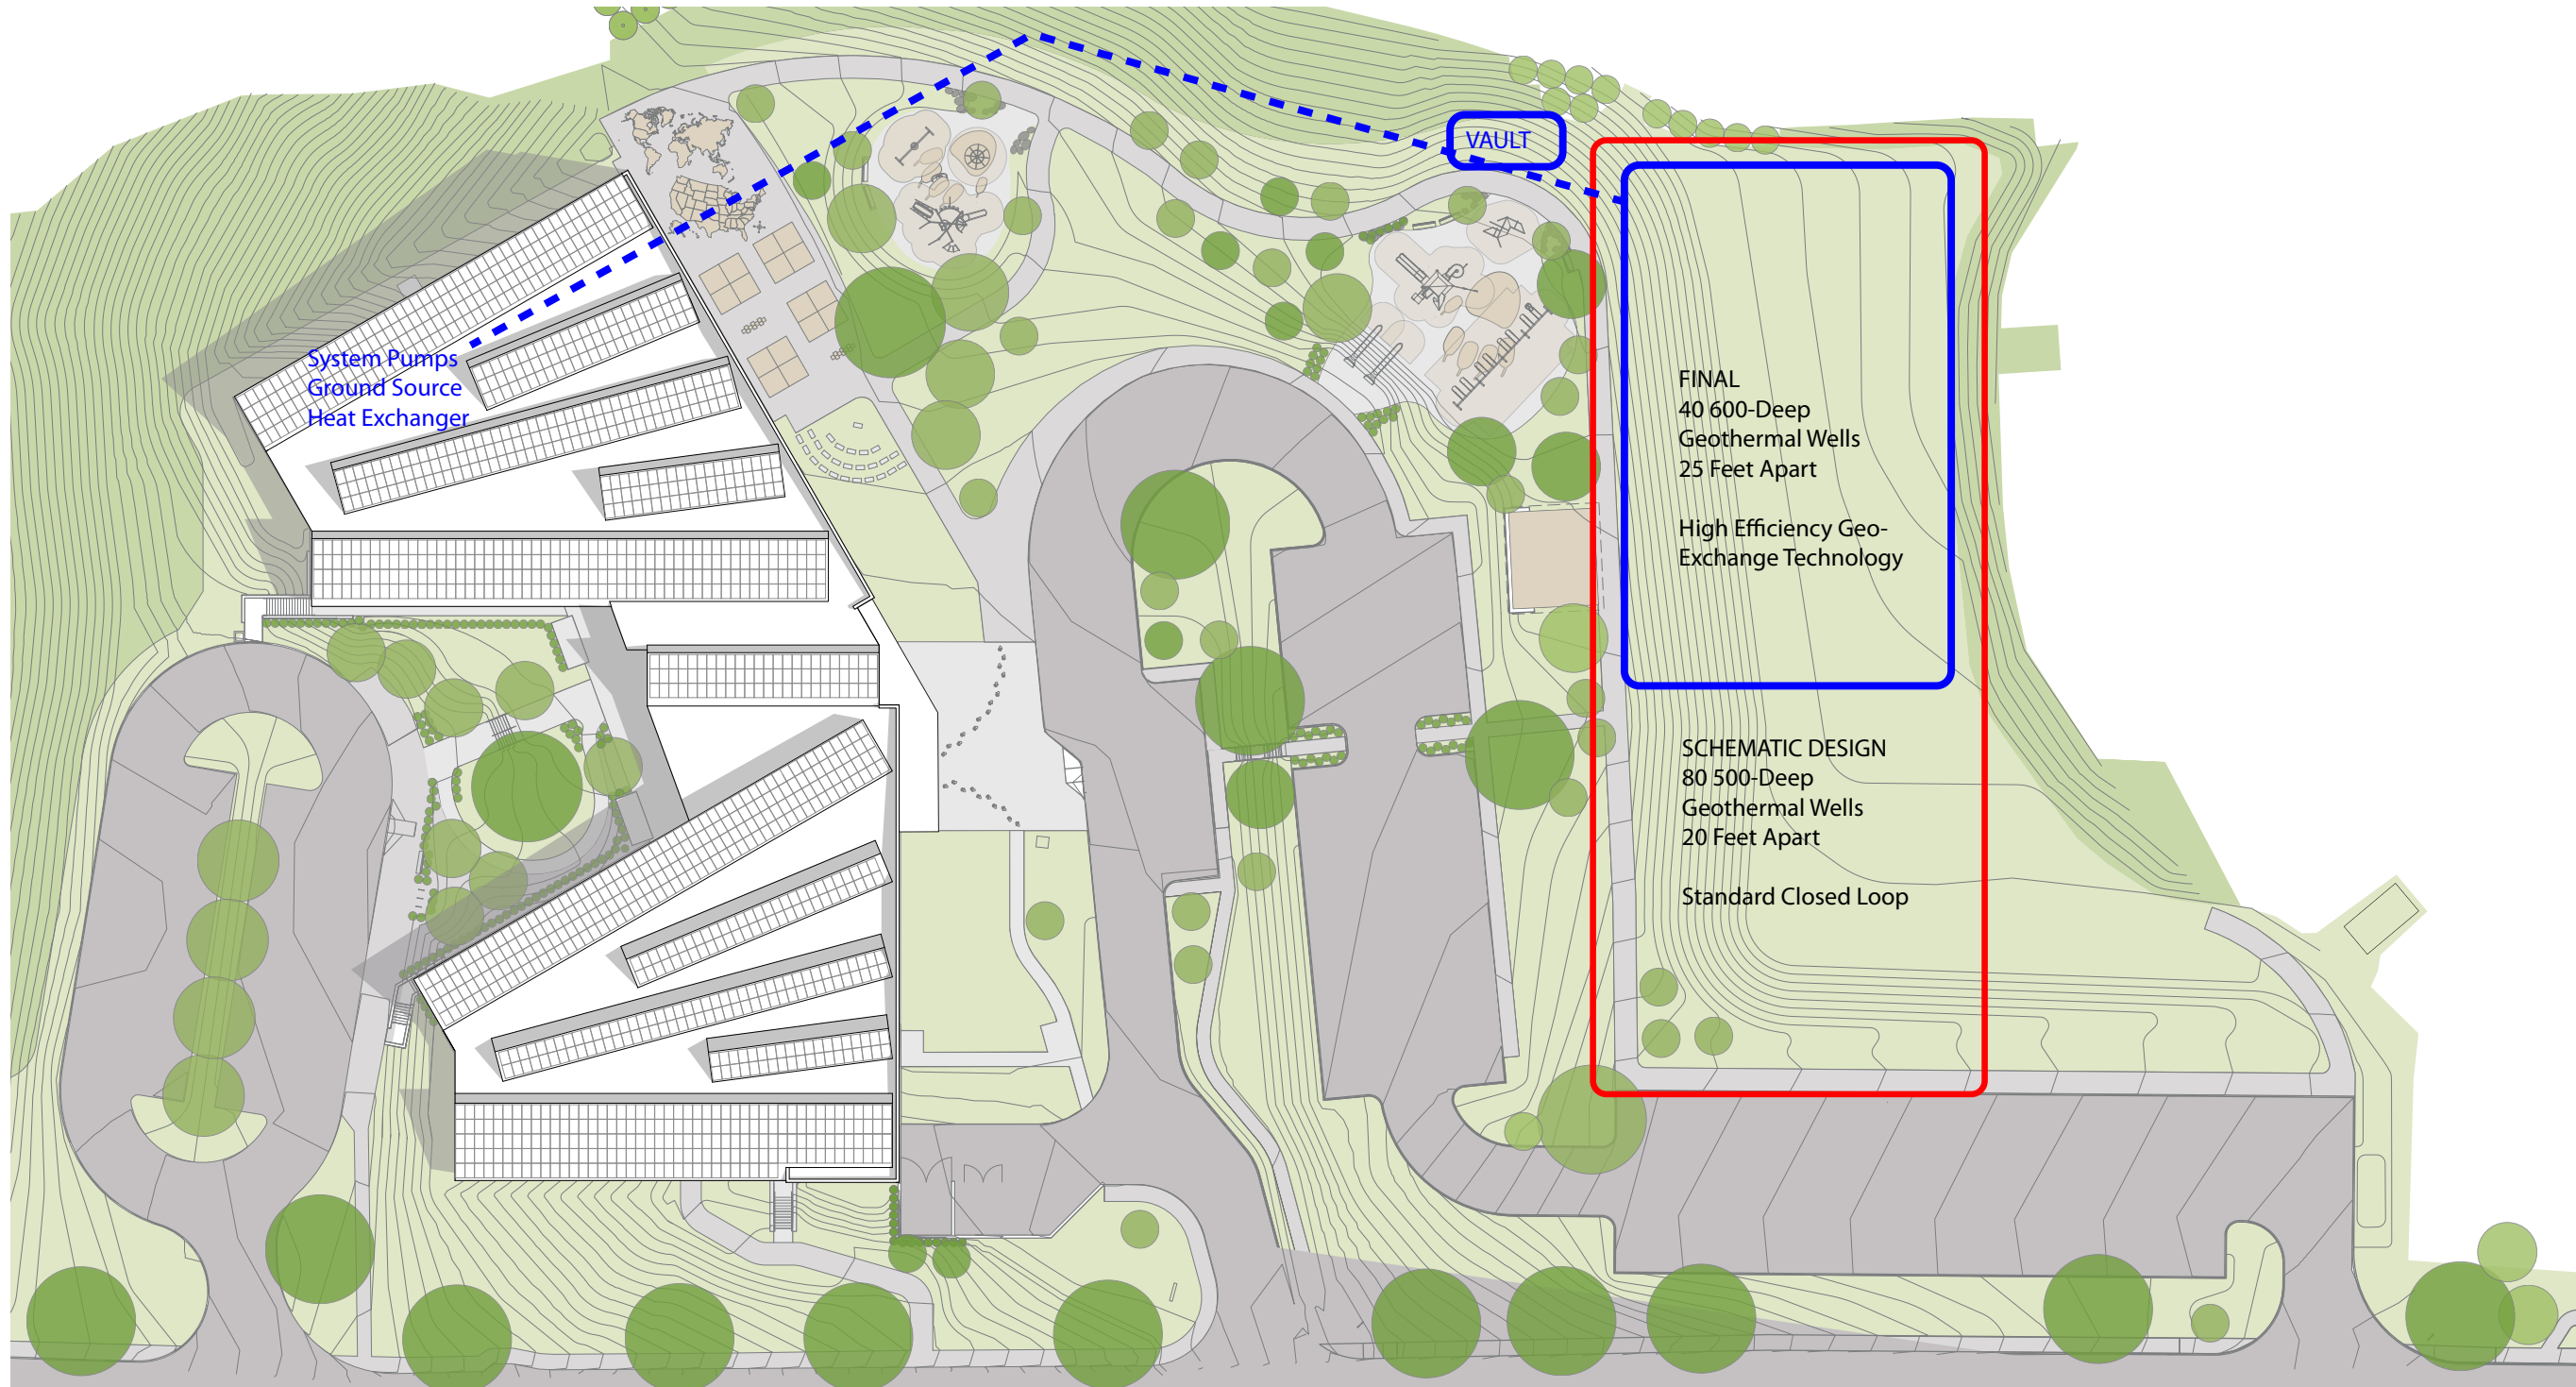 VAULT
System Pumps
Ground Source
Heat Exchanger
FINAL
40 600-Deep
Geothermal Wells
25 Feet Apart
High Efficiency Geo-
Exchange Technology
SCHEMATIC DESIGN
80 500-Deep
Geothermal Wells
20 Feet Apart
Standard Closed Loop